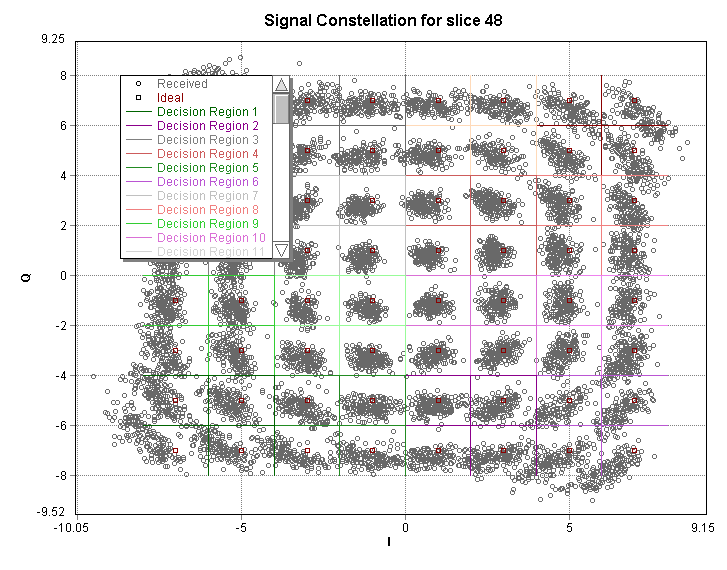 Signal Constellation for slice 48
9.25
8
6
4
2
0
-2
-4
-6
-8
-9.52
Q
Received
Ideal
Decision Region 1
Decision Region 2
Decision Region 3
Decision Region 4
Decision Region 5
Decision Region 6
Decision Region 7
Decision Region 8
Decision Region 9
Decision Region 10
Decision Region 11
-10.05
-5
0
5
9.15
I